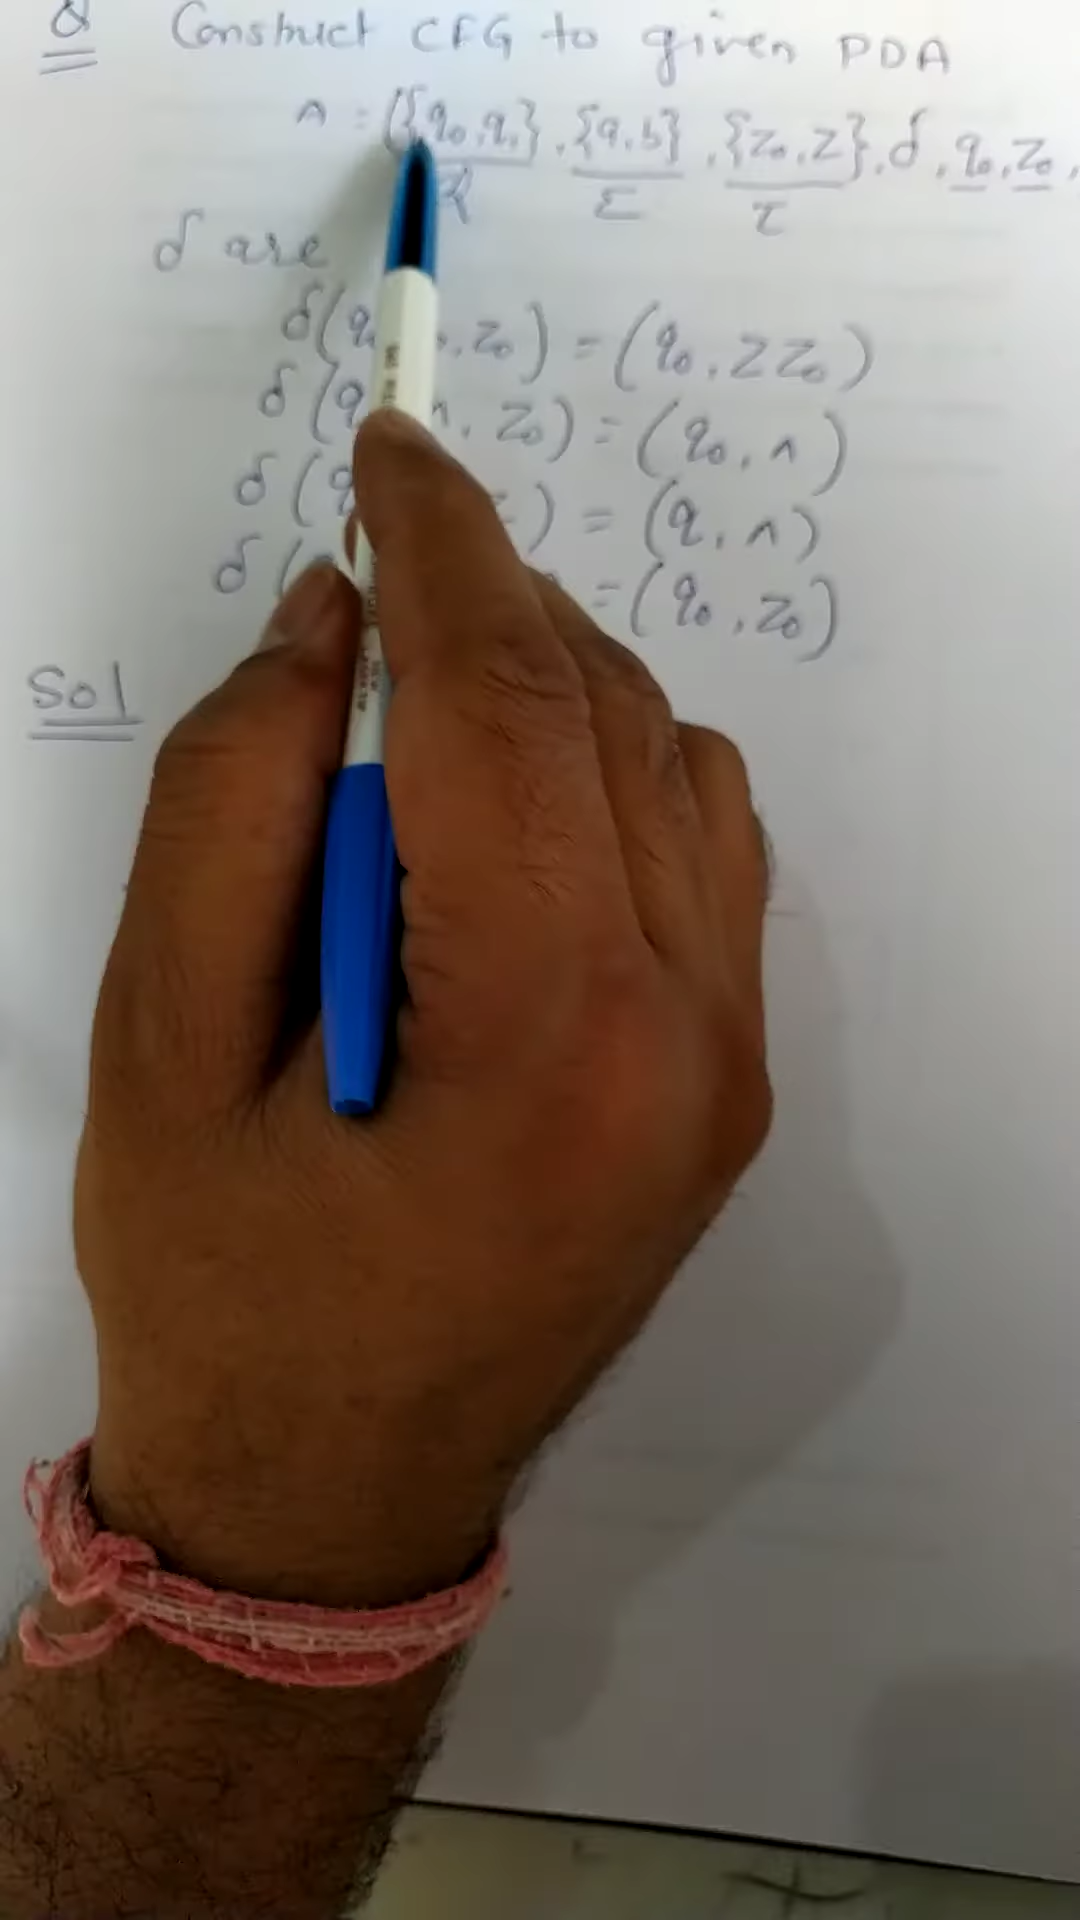 Q Construct CFG to given PDA
^ = ({q₀, q₁}, {a, b}, {Z₀, Z}, δ, q₀, Z₀,
Σ τ
δ are
δ(q , Z₀) = (q₀, ZZ₀)
δ(q , Z₀) = (q₀, ^)
δ(q ) = (q, ^)
δ( = (q₀, Z₀)
Sol